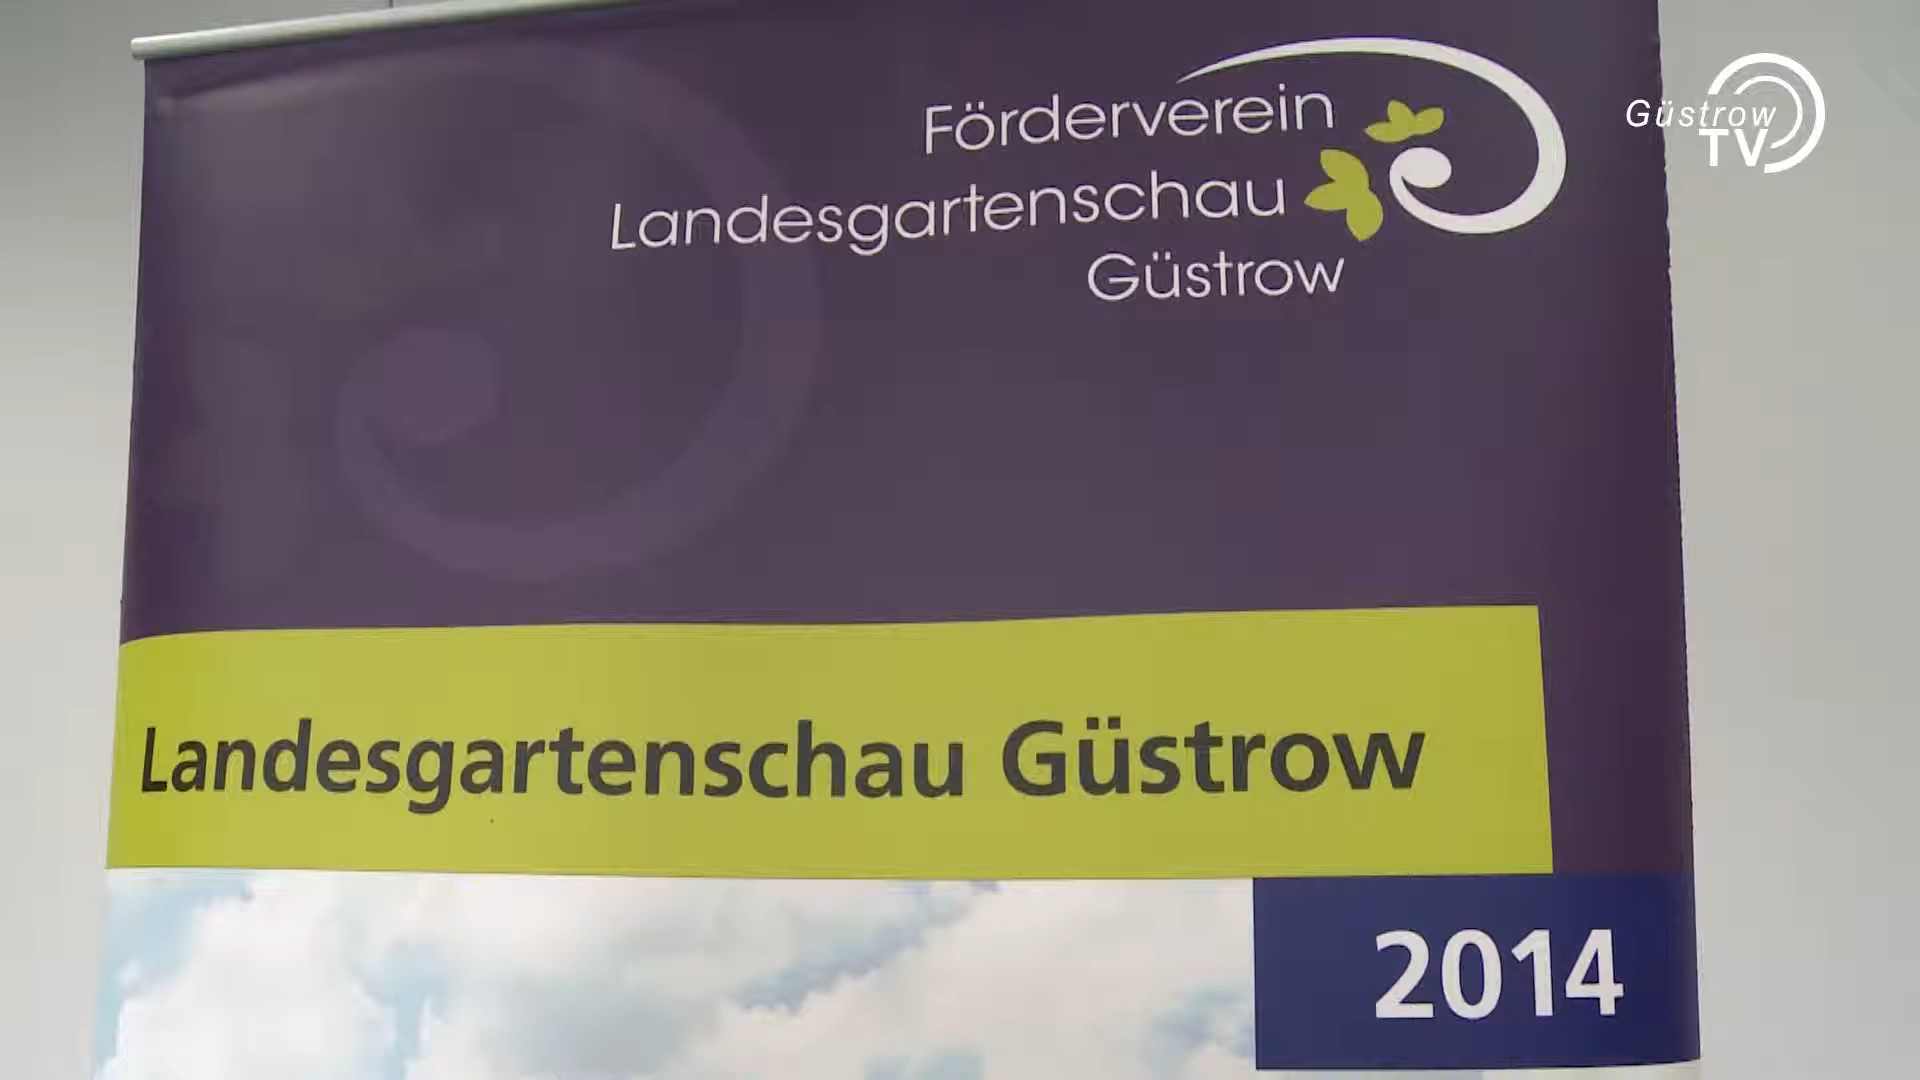 Förderverein
Landesgartenschau
Güstrow
Güstrow
TV
Landesgartenschau Güstrow
2014